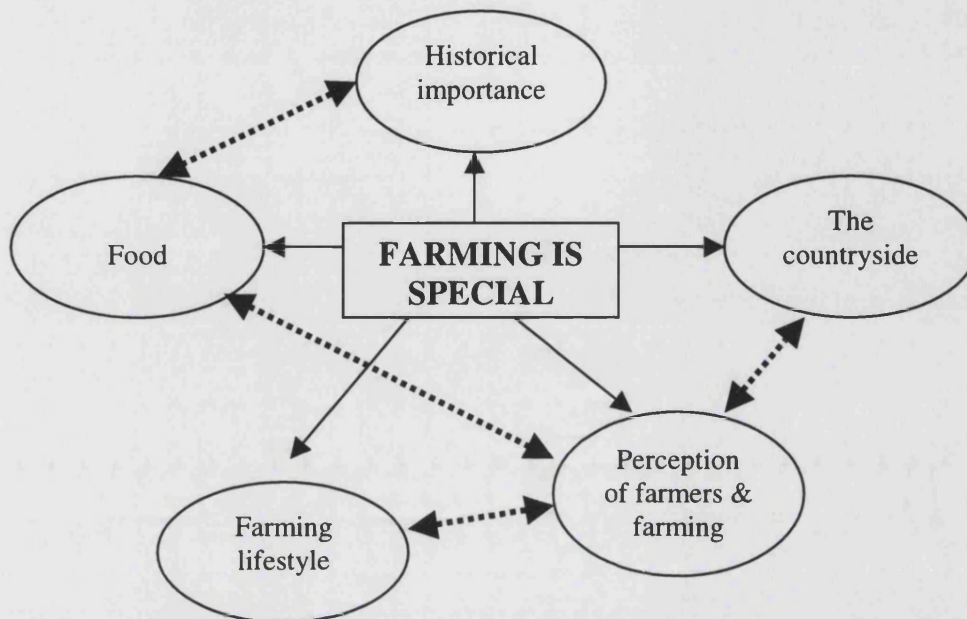 Historical
importance
Food
FARMING IS
SPECIAL
The
countryside
Perception
of farmers &
farming
Farming
lifestyle